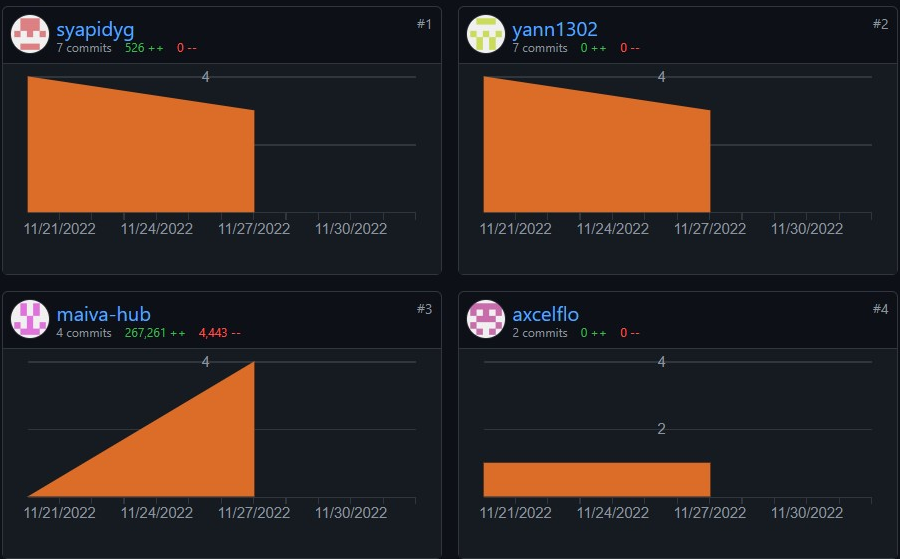 syapidyg #1
7 commits 526 ++ 0 --
4
11/21/2022 11/24/2022 11/27/2022 11/30/2022
yann1302 #2
7 commits 0 ++ 0 --
4
11/21/2022 11/24/2022 11/27/2022 11/30/2022
maiva-hub #3
4 commits 267,261 ++ 4,443 --
4
11/21/2022 11/24/2022 11/27/2022 11/30/2022
axcelflo #4
2 commits 0 ++ 0 --
4
2
11/21/2022 11/24/2022 11/27/2022 11/30/2022